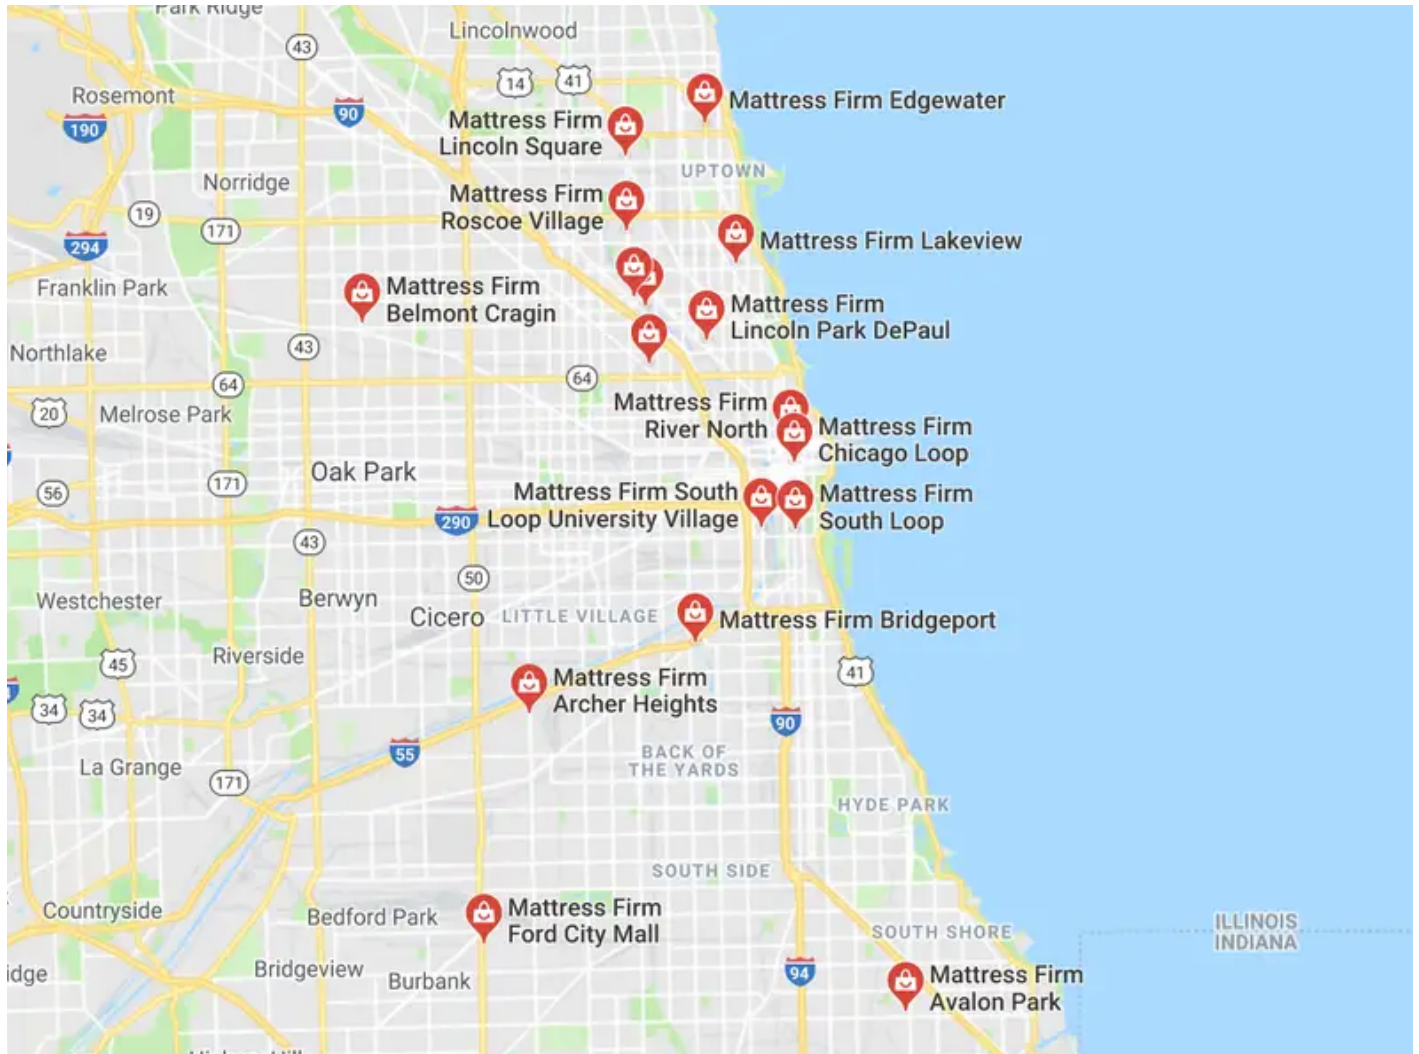 Park Ridge
Lincolnwood
43
14
41
Rosemont
90
190
Mattress Firm Edgewater
Mattress Firm
Lincoln Square
UPTOWN
Norridge
Mattress Firm
Roscoe Village
19
171
294
Mattress Firm Lakeview
Franklin Park
Mattress Firm
Belmont Cragin
Mattress Firm
Lincoln Park DePaul
Northlake
43
64
64
20
Melrose Park
Mattress Firm
River North
Mattress Firm
Chicago Loop
Oak Park
56
171
Mattress Firm South
Loop University Village
Mattress Firm
South Loop
290
43
50
Westchester
Berwyn
Cicero
LITTLE VILLAGE
Mattress Firm Bridgeport
Riverside
45
41
Mattress Firm
Archer Heights
34
34
90
55
BACK OF
THE YARDS
La Grange
171
HYDE PARK
SOUTH SIDE
Countryside
Bedford Park
Mattress Firm
Ford City Mall
SOUTH SHORE
ILLINOIS
INDIANA
idge
Bridgeview
Burbank
94
Mattress Firm
Avalon Park